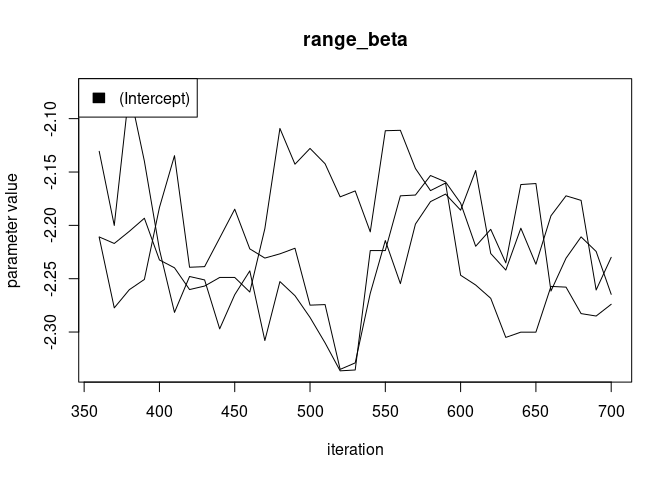 range_beta
(Intercept)
parameter value
-2.10
-2.15
-2.20
-2.25
-2.30
350 400 450 500 550 600 650 700
iteration